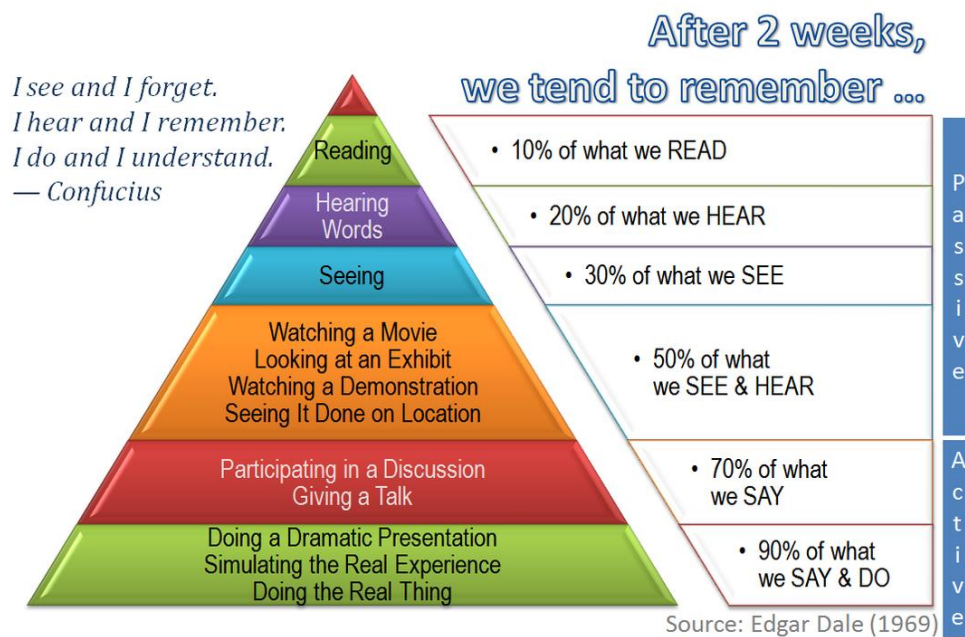 After 2 weeks,
we tend to remember ...
I see and I forget.
I hear and I remember.
I do and I understand.
— Confucius
Reading
Hearing
Words
Seeing
Watching a Movie
Looking at an Exhibit
Watching a Demonstration
Seeing It Done on Location
Participating in a Discussion
Giving a Talk
Doing a Dramatic Presentation
Simulating the Real Experience
Doing the Real Thing
• 10% of what we READ
• 20% of what we HEAR
• 30% of what we SEE
• 50% of what
we SEE & HEAR
• 70% of what
we SAY
• 90% of what
we SAY & DO
Passive
Active
Source: Edgar Dale (1969)